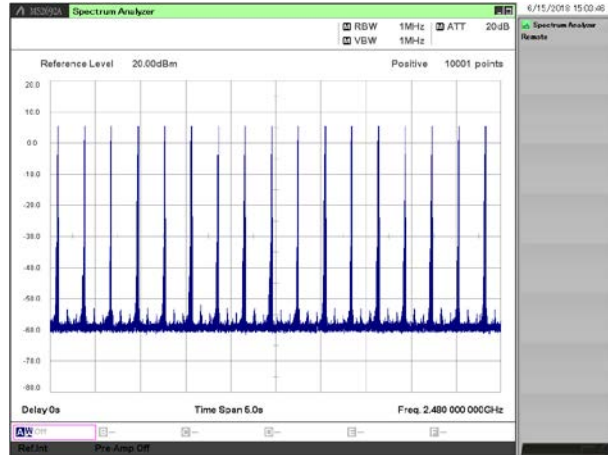 MS2692A Spectrum Analyzer
6/15/2018 15:03:46
RBW 1MHz ATT 20dB
VBW 1MHz
Spectrum Analyzer
Remote
Reference Level 20.00dBm Positive 10001 points
20.0
10.0
0.0
-10.0
-20.0
-30.0
-40.0
-50.0
-60.0
-70.0
-80.0
Delay 0s Time Span 5.0s Freq. 2.480 000 000GHz
Off
Ref.Int Pre-Amp Off